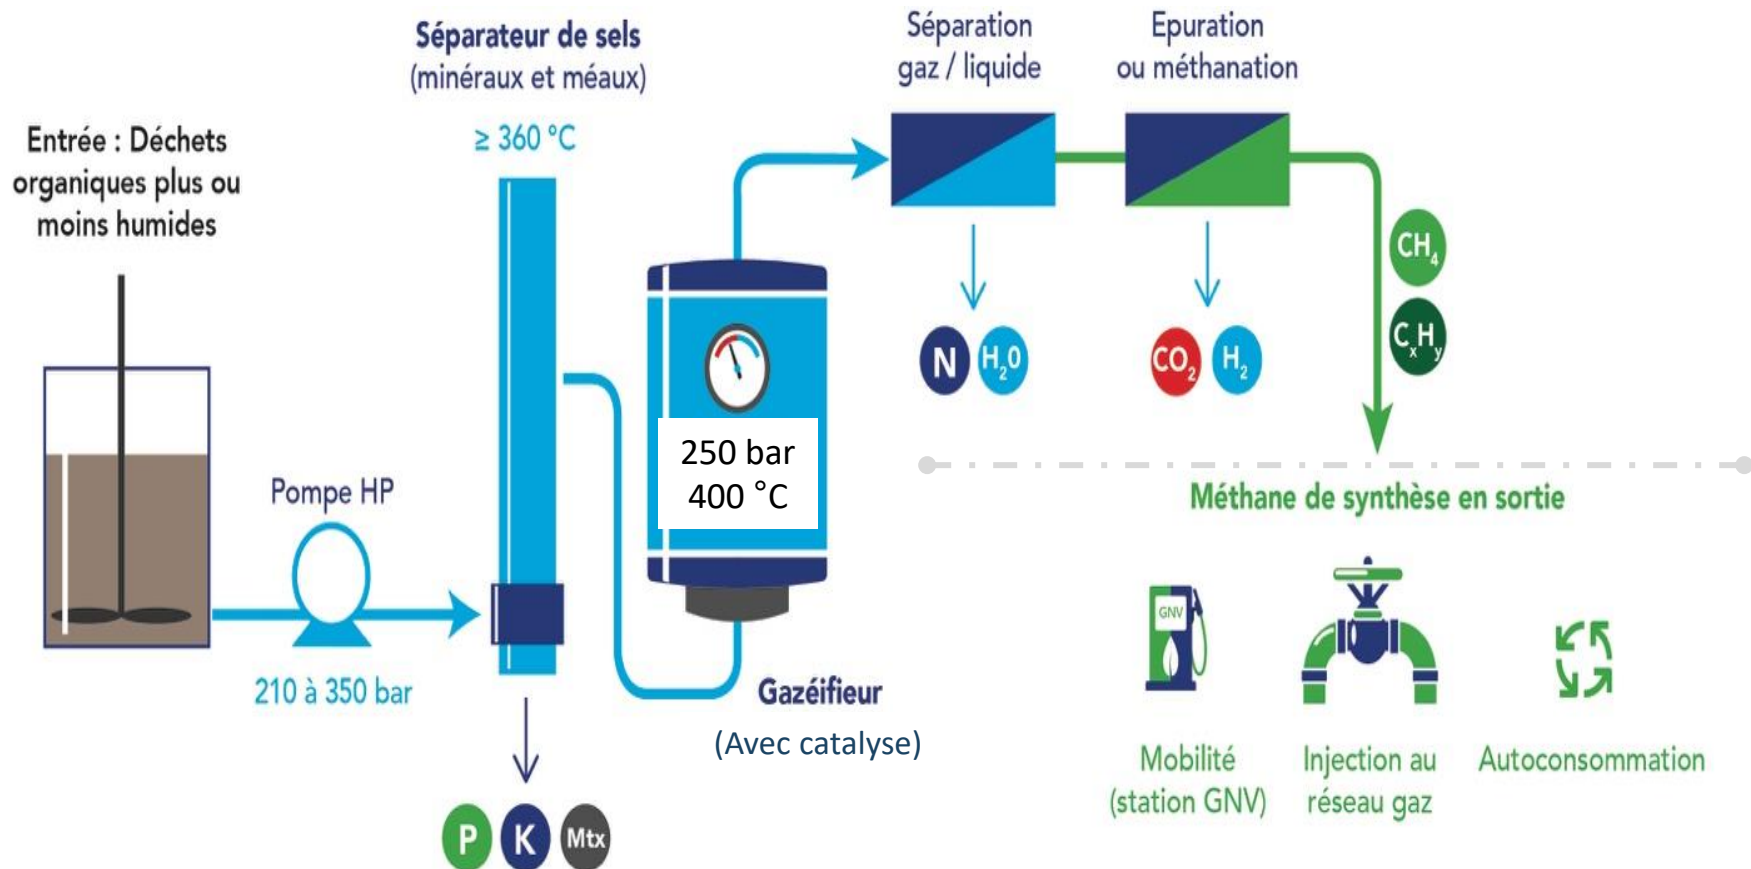 Entrée : Déchets
organiques plus ou
moins humides
Pompe HP
210 à 350 bar
Séparateur de sels
(minéraux et méaux)
≥ 360 °C
P
K
Mtx
250 bar
400 °C
Gazéifieur
(Avec catalyse)
Séparation
gaz / liquide
N
H₂0
Epuration
ou méthanation
CO₂
H₂
CH₄
CₓHᵧ
Méthane de synthèse en sortie
GNV
Mobilité
(station GNV)
Injection au
réseau gaz
Autoconsommation